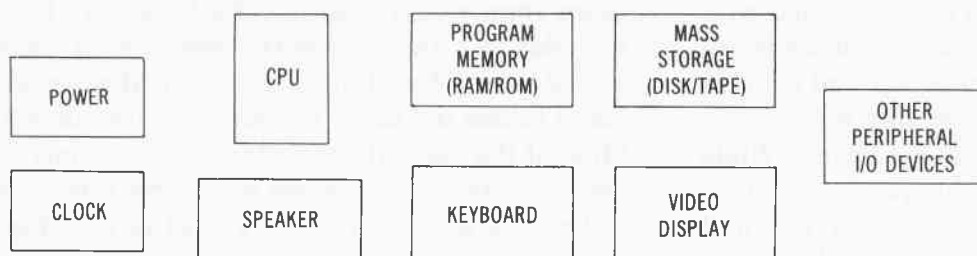 POWER
CPU
PROGRAM
MEMORY
(RAM/ROM)
MASS
STORAGE
(DISK/TAPE)
OTHER
PERIPHERAL
I/O DEVICES
CLOCK
SPEAKER
KEYBOARD
VIDEO
DISPLAY